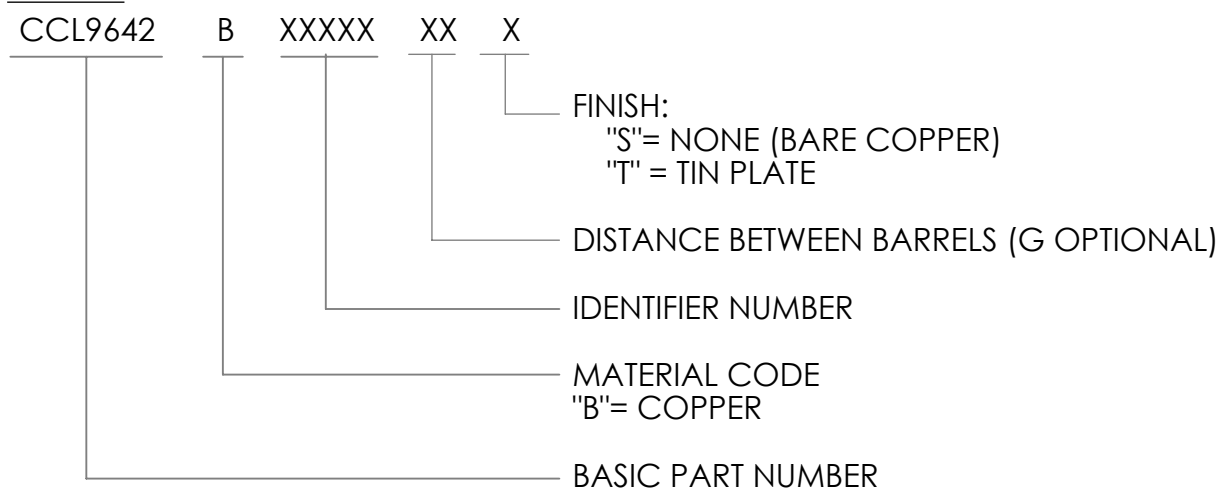 CCL9642 B XXXXX XX X
FINISH:
"S"= NONE (BARE COPPER)
"T" = TIN PLATE
DISTANCE BETWEEN BARRELS (G OPTIONAL)
IDENTIFIER NUMBER
MATERIAL CODE
"B"= COPPER
BASIC PART NUMBER